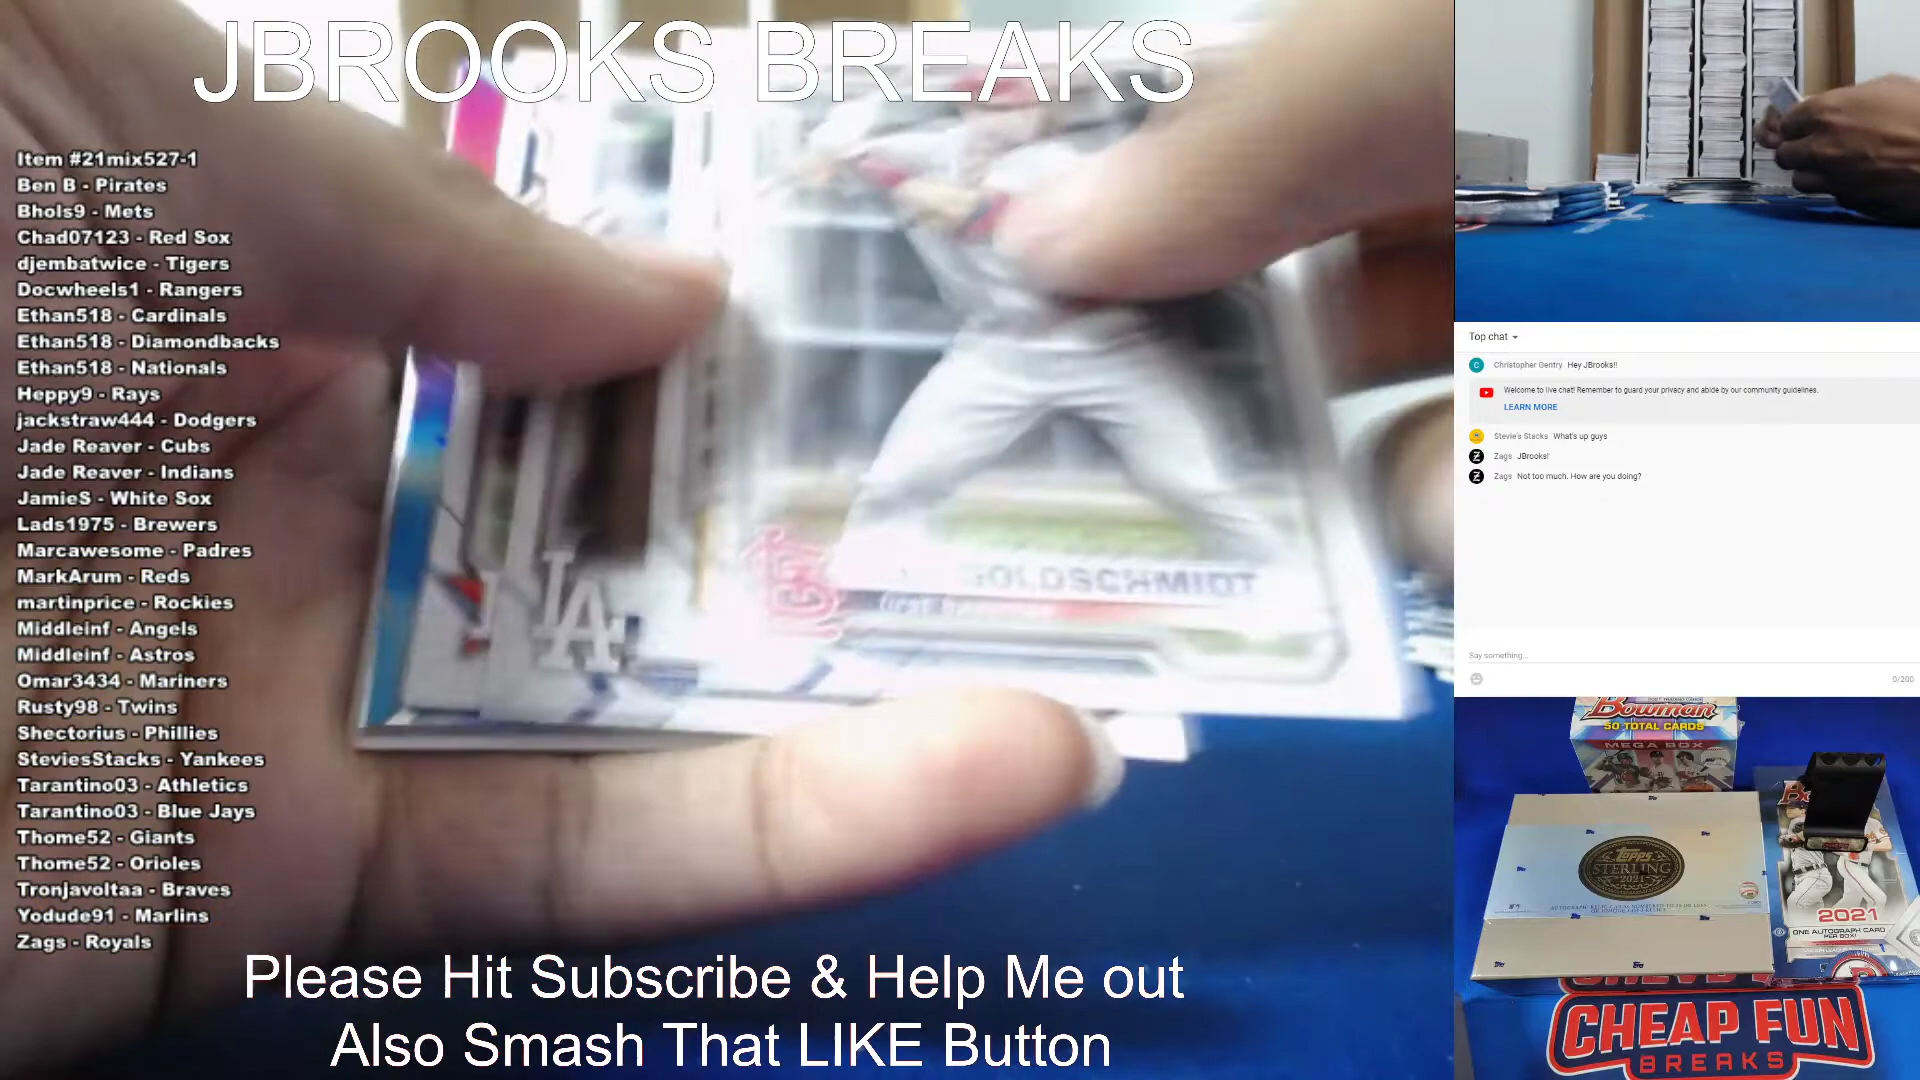 JBROOKS BREAKS
Item #21mix527-1
Ben B - Pirates
Bhols9 - Mets
Chad07123 - Red Sox
djembatwice - Tigers
Docwheels1 - Rangers
Ethan518 - Cardinals
Ethan518 - Diamondbacks
Ethan518 - Nationals
Heppy9 - Rays
jackstraw444 - Dodgers
Jade Reaver - Cubs
Jade Reaver - Indians
JamieS - White Sox
Lads1975 - Brewers
Marcawesome - Padres
MarkArum - Reds
martinprice - Rockies
Middleinf - Angels
Middleinf - Astros
Omar3434 - Mariners
Rusty98 - Twins
Shectorius - Phillies
SteviesStacks - Yankees
Tarantino03 - Athletics
Tarantino03 - Blue Jays
Thome52 - Giants
Thome52 - Orioles
Tronjavoltaa - Braves
Yodude91 - Marlins
Zags - Royals
LA
OLDSCHMIDT
Please Hit Subscribe & Help Me out
Also Smash That LIKE Button
Top chat
C Christopher Gentry Hey JBrooks!!
Welcome to live chat! Remember to guard your privacy and abide by our community guidelines.
LEARN MORE
Stevie's Stacks What's up guys
Z Zags JBrooks!
Z Zags Not too much. How are you doing?
Say something...
0/200
Bowman
50 TOTAL CARDS
MEGA BOX
Topps
STERLING
2021
2021
ONE AUTOGRAPH CARD
PER BOX!
CHEAP FUN
BREAKS